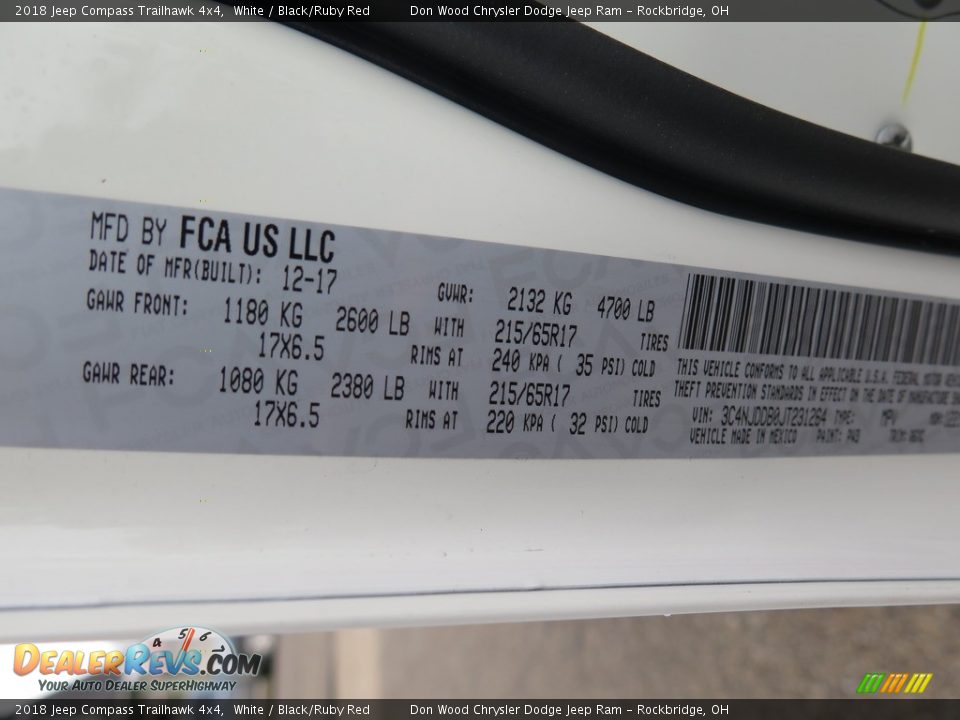 2018 Jeep Compass Trailhawk 4x4, White / Black/Ruby Red Don Wood Chrysler Dodge Jeep Ram - Rockbridge, OH
MFD BY FCA US LLC
DATE OF MFR(BUILT): 12-17 GVWR: 2132 KG 4700 LB
GAWR FRONT: 1180 KG 2600 LB WITH 215/65R17 TIRES
17X6.5 RIMS AT 240 KPA ( 35 PSI) COLD
GAWR REAR: 1080 KG 2380 LB WITH 215/65R17 TIRES
17X6.5 RIMS AT 220 KPA ( 32 PSI) COLD
THIS VEHICLE CONFORMS TO ALL APPLICABLE U.S.A. FEDERAL MOTOR
THEFT PREVENTION STANDARDS IN EFFECT ON THE DATE OF MANUFACTURE
VIN: 3C4NJDDB0JT231264 TYPE: MPV
VEHICLE MADE IN MEXICO PAINT: PW3 TRIM:
4 5 6
DealerRevs.com
Your Auto Dealer SuperHighway
2018 Jeep Compass Trailhawk 4x4, White / Black/Ruby Red Don Wood Chrysler Dodge Jeep Ram - Rockbridge, OH